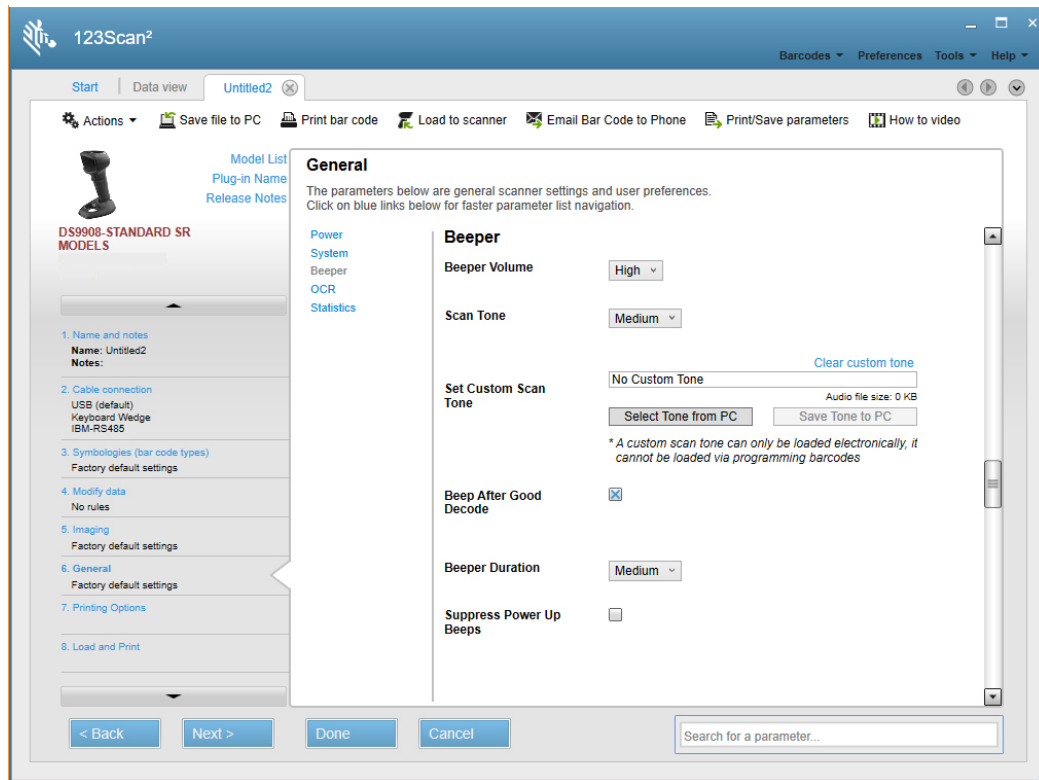 123Scan²
Barcodes Preferences Tools Help
Start Data view Untitled2
Actions Save file to PC Print bar code Load to scanner Email Bar Code to Phone Print/Save parameters How to video
Model List
Plug-in Name
Release Notes
DS9908-STANDARD SR
MODELS
1. Name and notes
Name: Untitled2
Notes:
2. Cable connection
USB (default)
Keyboard Wedge
IBM-RS485
3. Symbologies (bar code types)
Factory default settings
4. Modify data
No rules
5. Imaging
Factory default settings
6. General
Factory default settings
7. Printing Options
8. Load and Print
General
The parameters below are general scanner settings and user preferences.
Click on blue links below for faster parameter list navigation.
Power
System
Beeper
OCR
Statistics
Beeper
Beeper Volume High
Scan Tone Medium
Clear custom tone
Set Custom Scan
Tone
No Custom Tone
Audio file size: 0 KB
Select Tone from PC Save Tone to PC
* A custom scan tone can only be loaded electronically, it
cannot be loaded via programming barcodes
Beep After Good
Decode
Beeper Duration Medium
Suppress Power Up
Beeps
< Back Next > Done Cancel Search for a parameter...